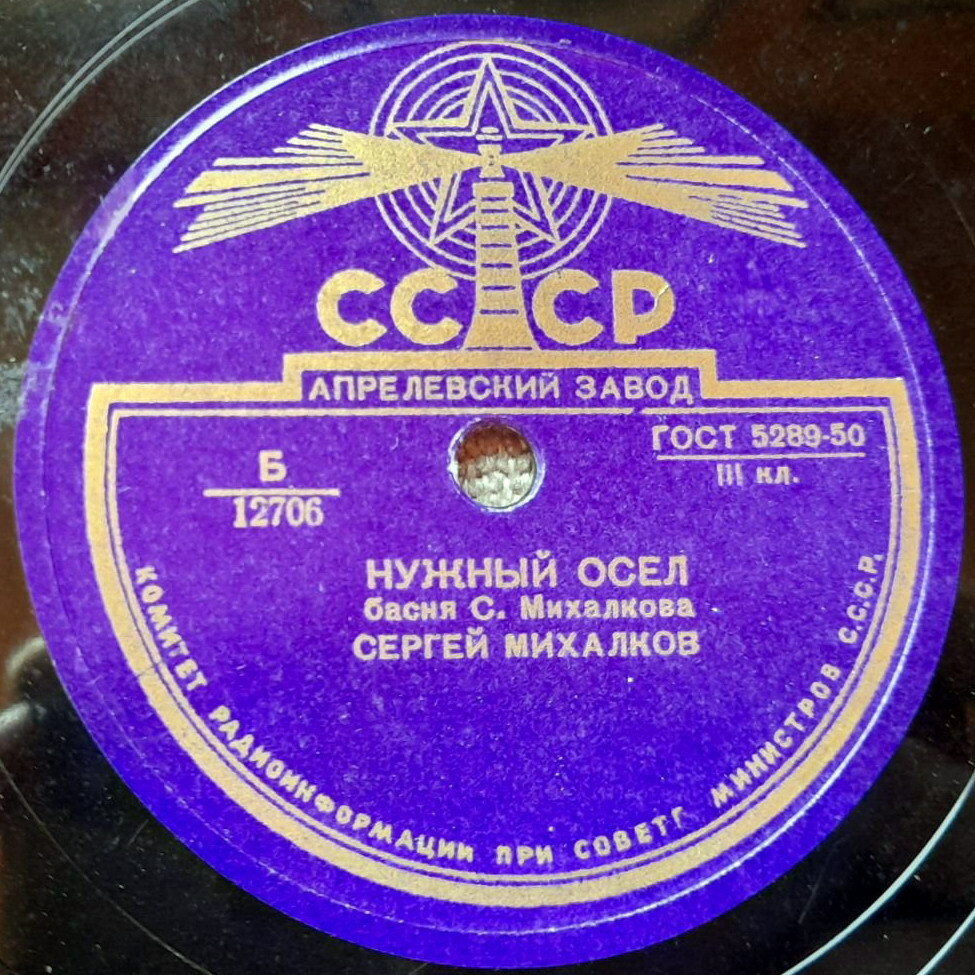 СССР
АПРЕЛЕВСКИЙ ЗАВОД
ГОСТ 5289-50
III кл.
Б
12706
НУЖНЫЙ ОСЕЛ
басня С. Михалкова
СЕРГЕЙ МИХАЛКОВ
КОМИТЕТ РАДИОИНФОРМАЦИИ ПРИ СОВЕТЕ МИНИСТРОВ С.С.С.Р.